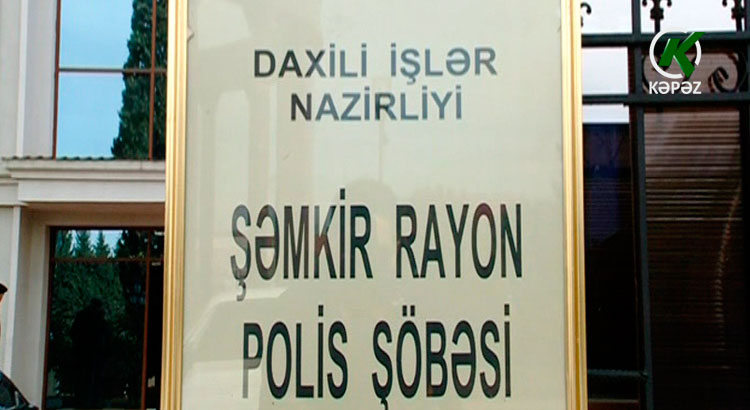 DAXİLİ İŞLƏR
NAZİRLİYİ
ŞƏMKİR RAYON
POLİS ŞÖBƏSİ
KƏPƏZ